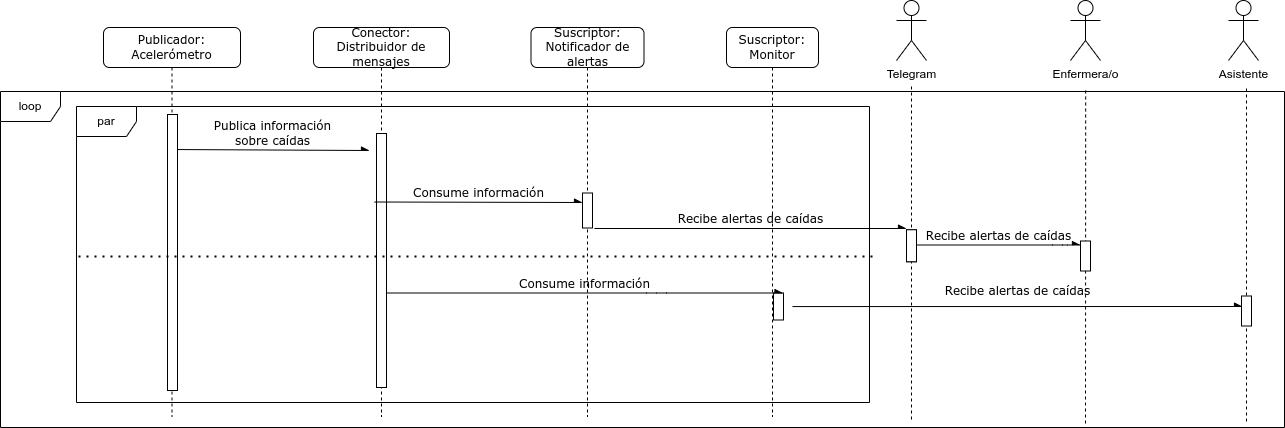 Publicador:
Acelerómetro
Conector:
Distribuidor de
mensajes
Suscriptor:
Notificador de
alertas
Suscriptor:
Monitor
Telegram
Enfermera/o
Asistente
loop
par
Publica información
sobre caídas
Consume información
Recibe alertas de caídas
Recibe alertas de caídas
Consume información
Recibe alertas de caídas